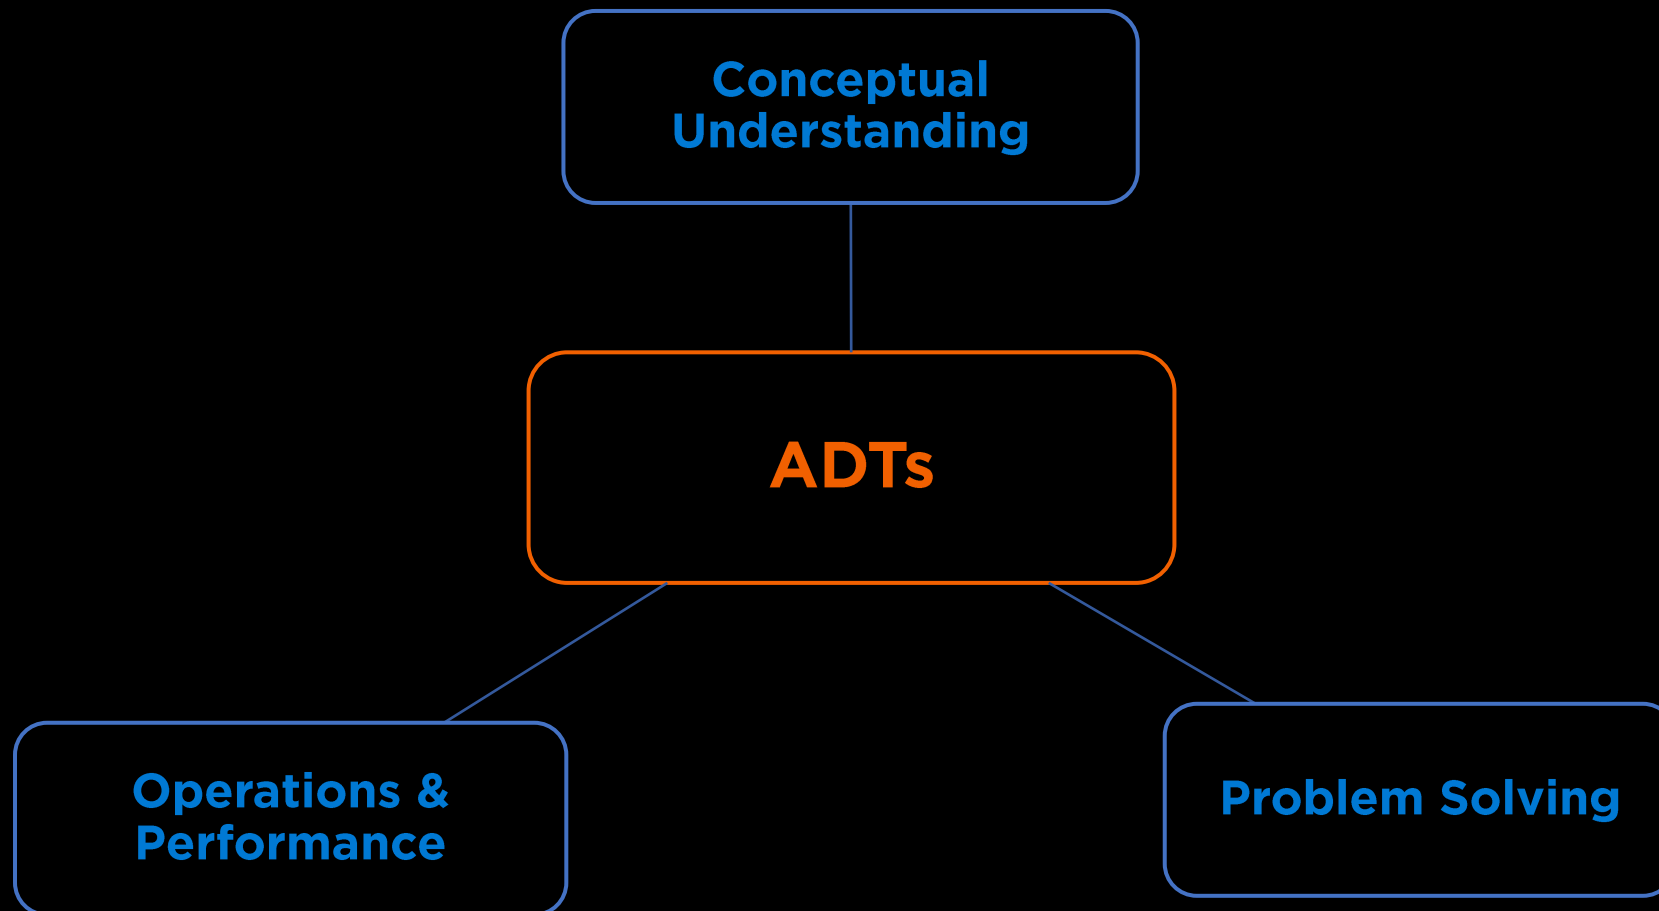 Conceptual
Understanding
ADTs
Operations &
Performance
Problem Solving